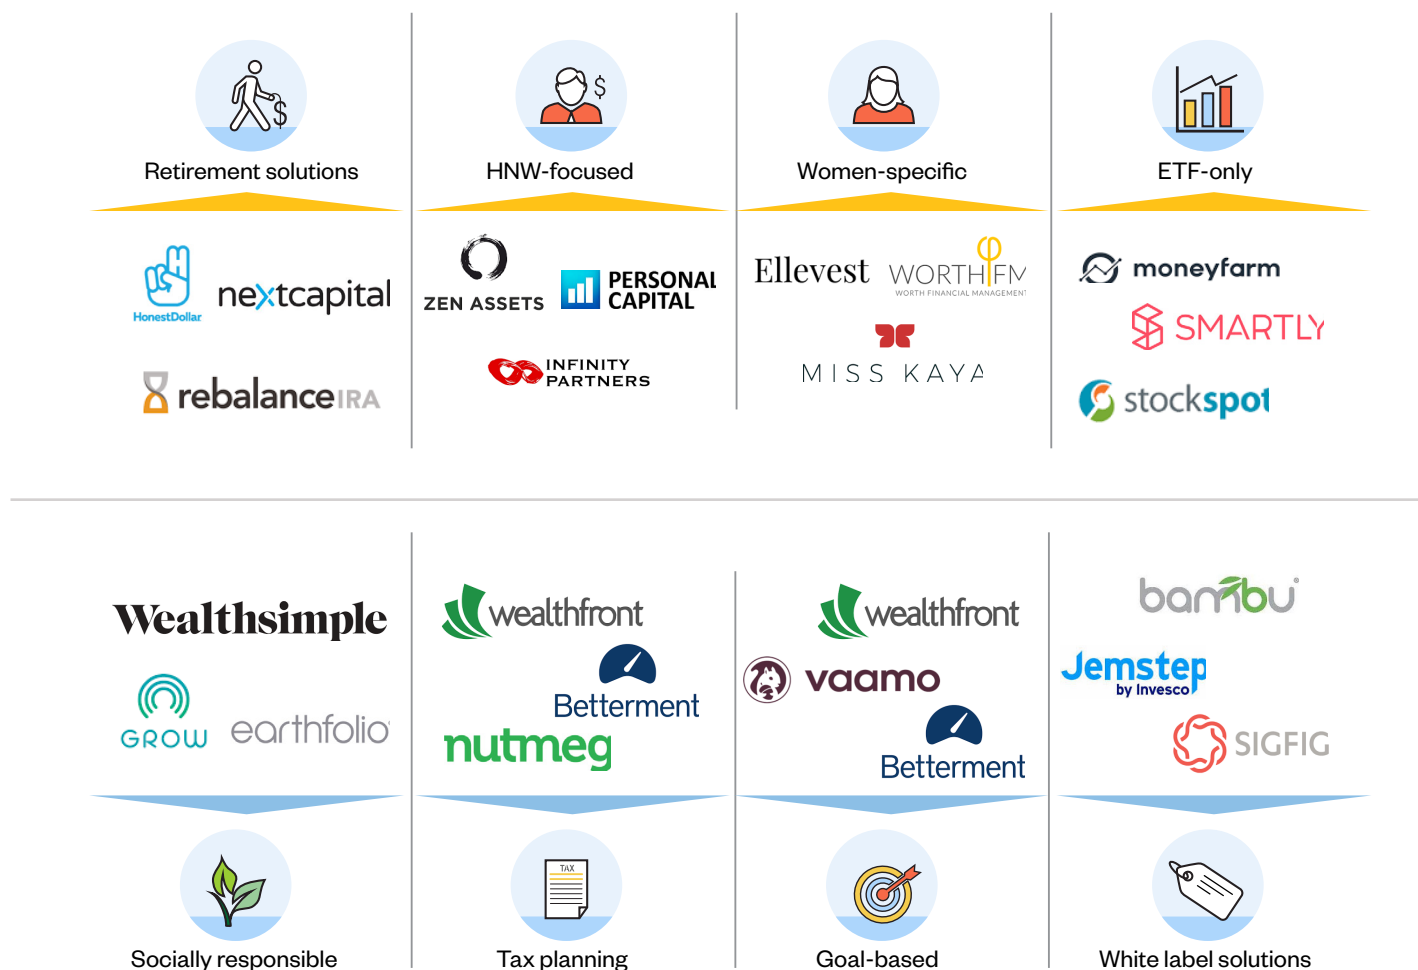 Retirement solutions
HNW-focused
Women-specific
ETF-only
HonestDollar
nextcapital
rebalanceIRA
ZEN ASSETS
PERSONAL
CAPITAL
INFINITY
PARTNERS
Ellevest
WORTHFM
WORTH FINANCIAL MANAGEMENT
MISS KAYA
moneyfarm
SMARTLY
stockspot
Wealthsimple
GROW
earthfolio
wealthfront
Betterment
nutmeg
wealthfront
vaamo
Betterment
bambu
Jemstep
by Invesco
SIGFIG
TAX
Socially responsible
Tax planning
Goal-based
White label solutions